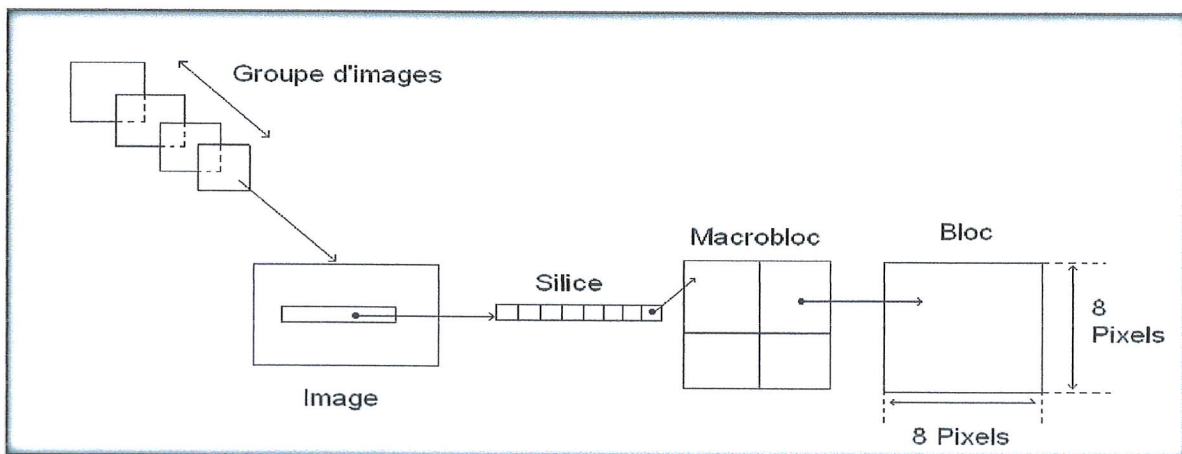 Groupe d'images
Macrobloc
Bloc
Silice
8
Pixels
Image
8 Pixels